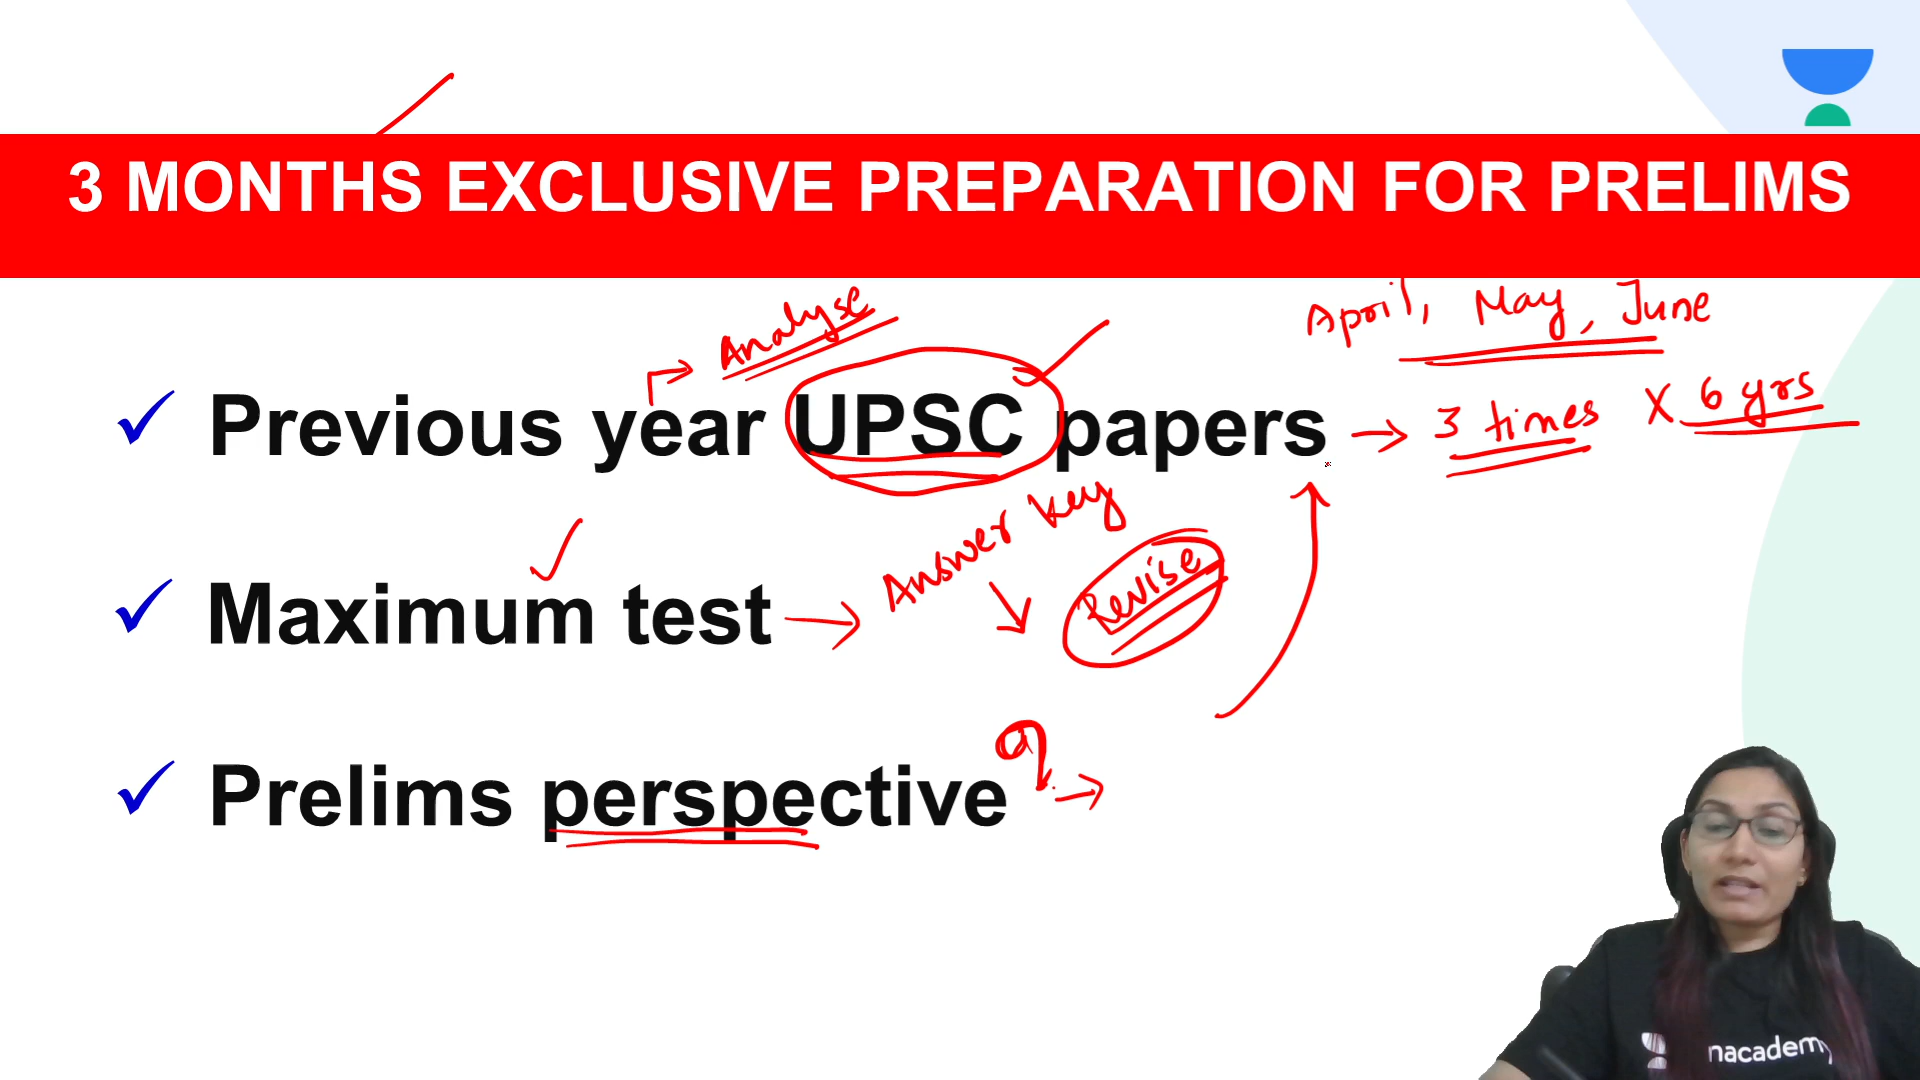 3 MONTHS EXCLUSIVE PREPARATION FOR PRELIMS
April, May, June
Analyse
✓ Previous year UPSC papers → 3 times X 6 yrs
Answer key
Revise
✓ Maximum test →
q.
✓ Prelims perspective →
nacademy